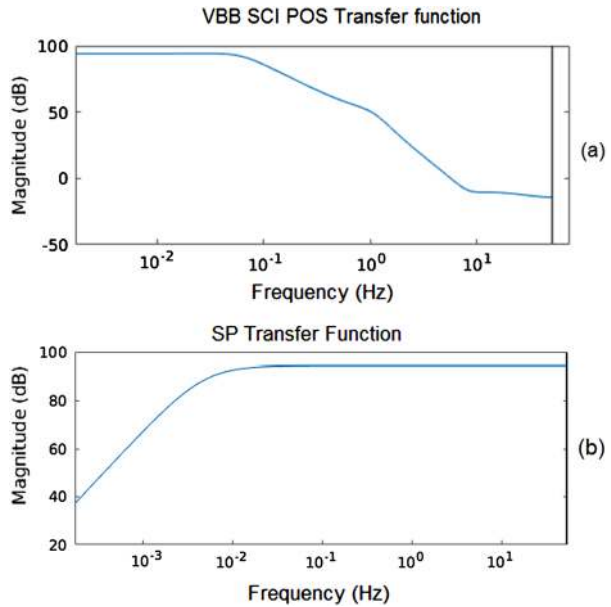 VBB SCI POS Transfer function
100
50
0
-50
Magnitude (dB)
10-2
10-1
100
101
Frequency (Hz)
(a)
SP Transfer Function
100
80
60
40
20
Magnitude (dB)
10-3
10-2
10-1
100
101
Frequency (Hz)
(b)